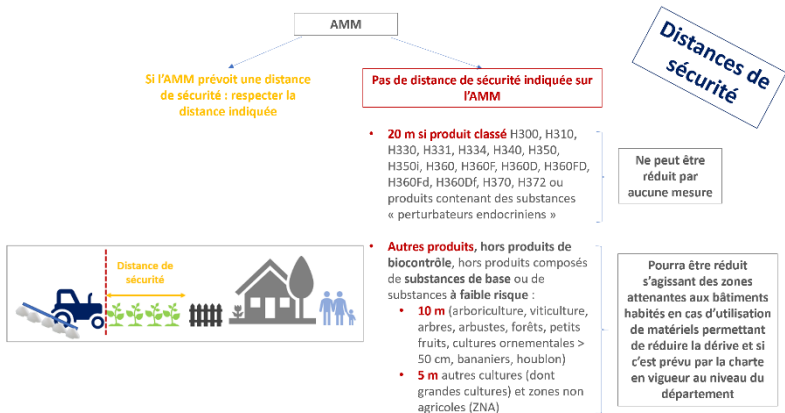 AMM
Distances de
sécurité
Si l'AMM prévoit une distance
de sécurité : respecter la
distance indiquée
Pas de distance de sécurité indiquée sur
l'AMM
• 20 m si produit classé H300, H310,
H330, H331, H334, H340, H350,
H350i, H360, H360F, H360D, H360FD,
H360Fd, H360Df, H370, H372 ou
produits contenant des substances
« perturbateurs endocriniens »
Ne peut être
réduit par
aucune mesure
Distance de
sécurité
• Autres produits, hors produits de
biocontrôle, hors produits composés
de substances de base ou de
substances à faible risque :
• 10 m (arboriculture, viticulture,
arbres, arbustes, forêts, petits
fruits, cultures ornementales >
50 cm, bananiers, houblon)
• 5 m autres cultures (dont
grandes cultures) et zones non
agricoles (ZNA)
Pourra être réduit
s'agissant des zones
attenantes aux bâtiments
habités en cas d'utilisation
de matériels permettant
de réduire la dérive et si
c'est prévu par la charte
en vigueur au niveau du
département